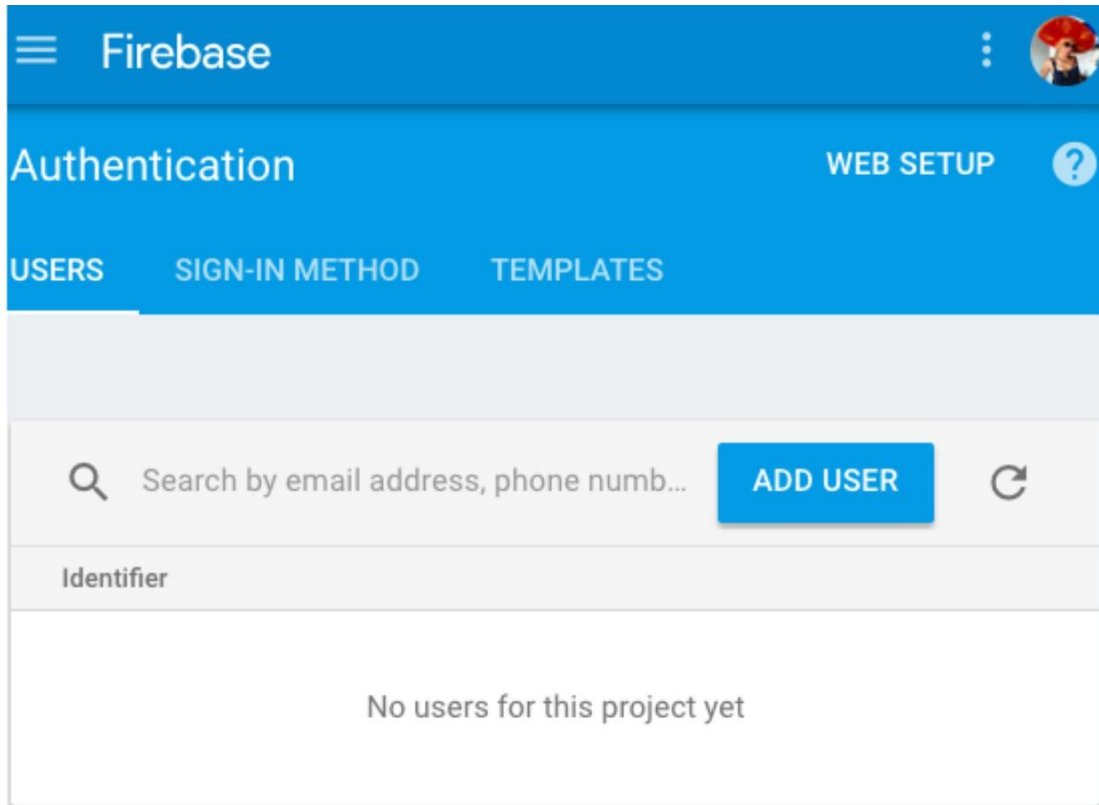 Firebase
Authentication WEB SETUP ?
USERS SIGN-IN METHOD TEMPLATES
Search by email address, phone numb... ADD USER
Identifier
No users for this project yet